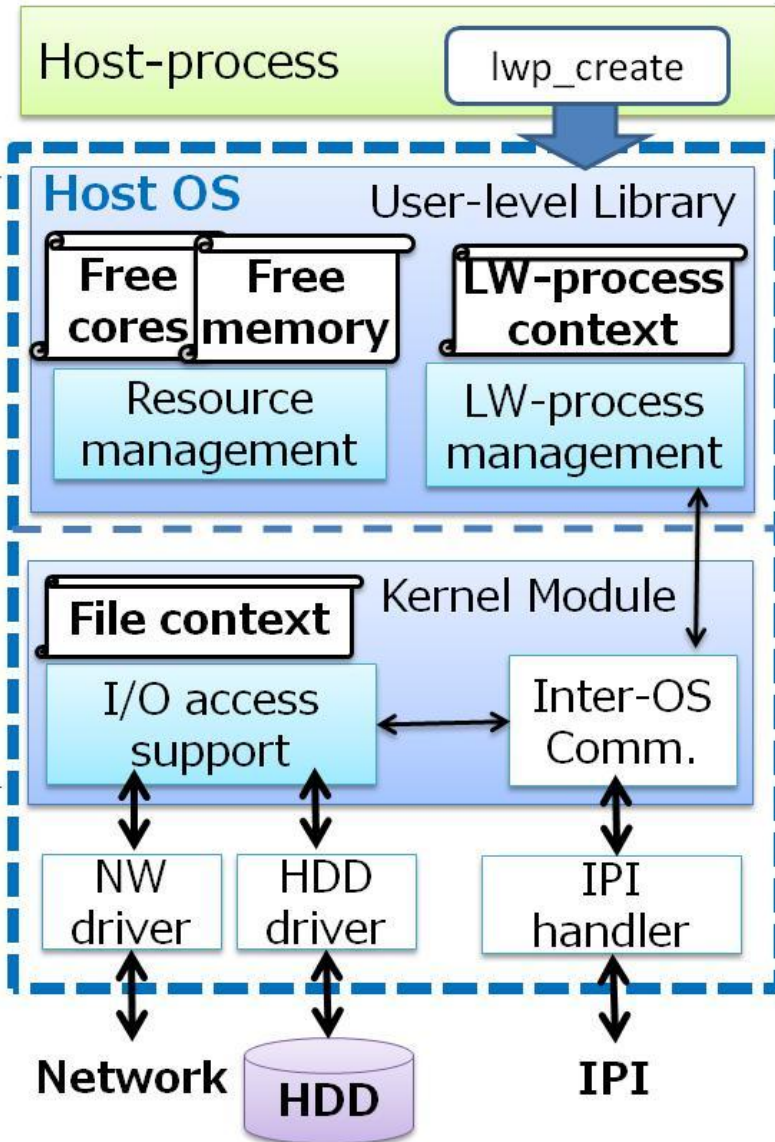 Host-process
lwp_create
Host OS
User-level Library
Free
cores
Free
memory
LW-process
context
Resource
management
LW-process
management
File context
Kernel Module
I/O access
support
Inter-OS
Comm.
NW
driver
HDD
driver
IPI
handler
Network
HDD
IPI